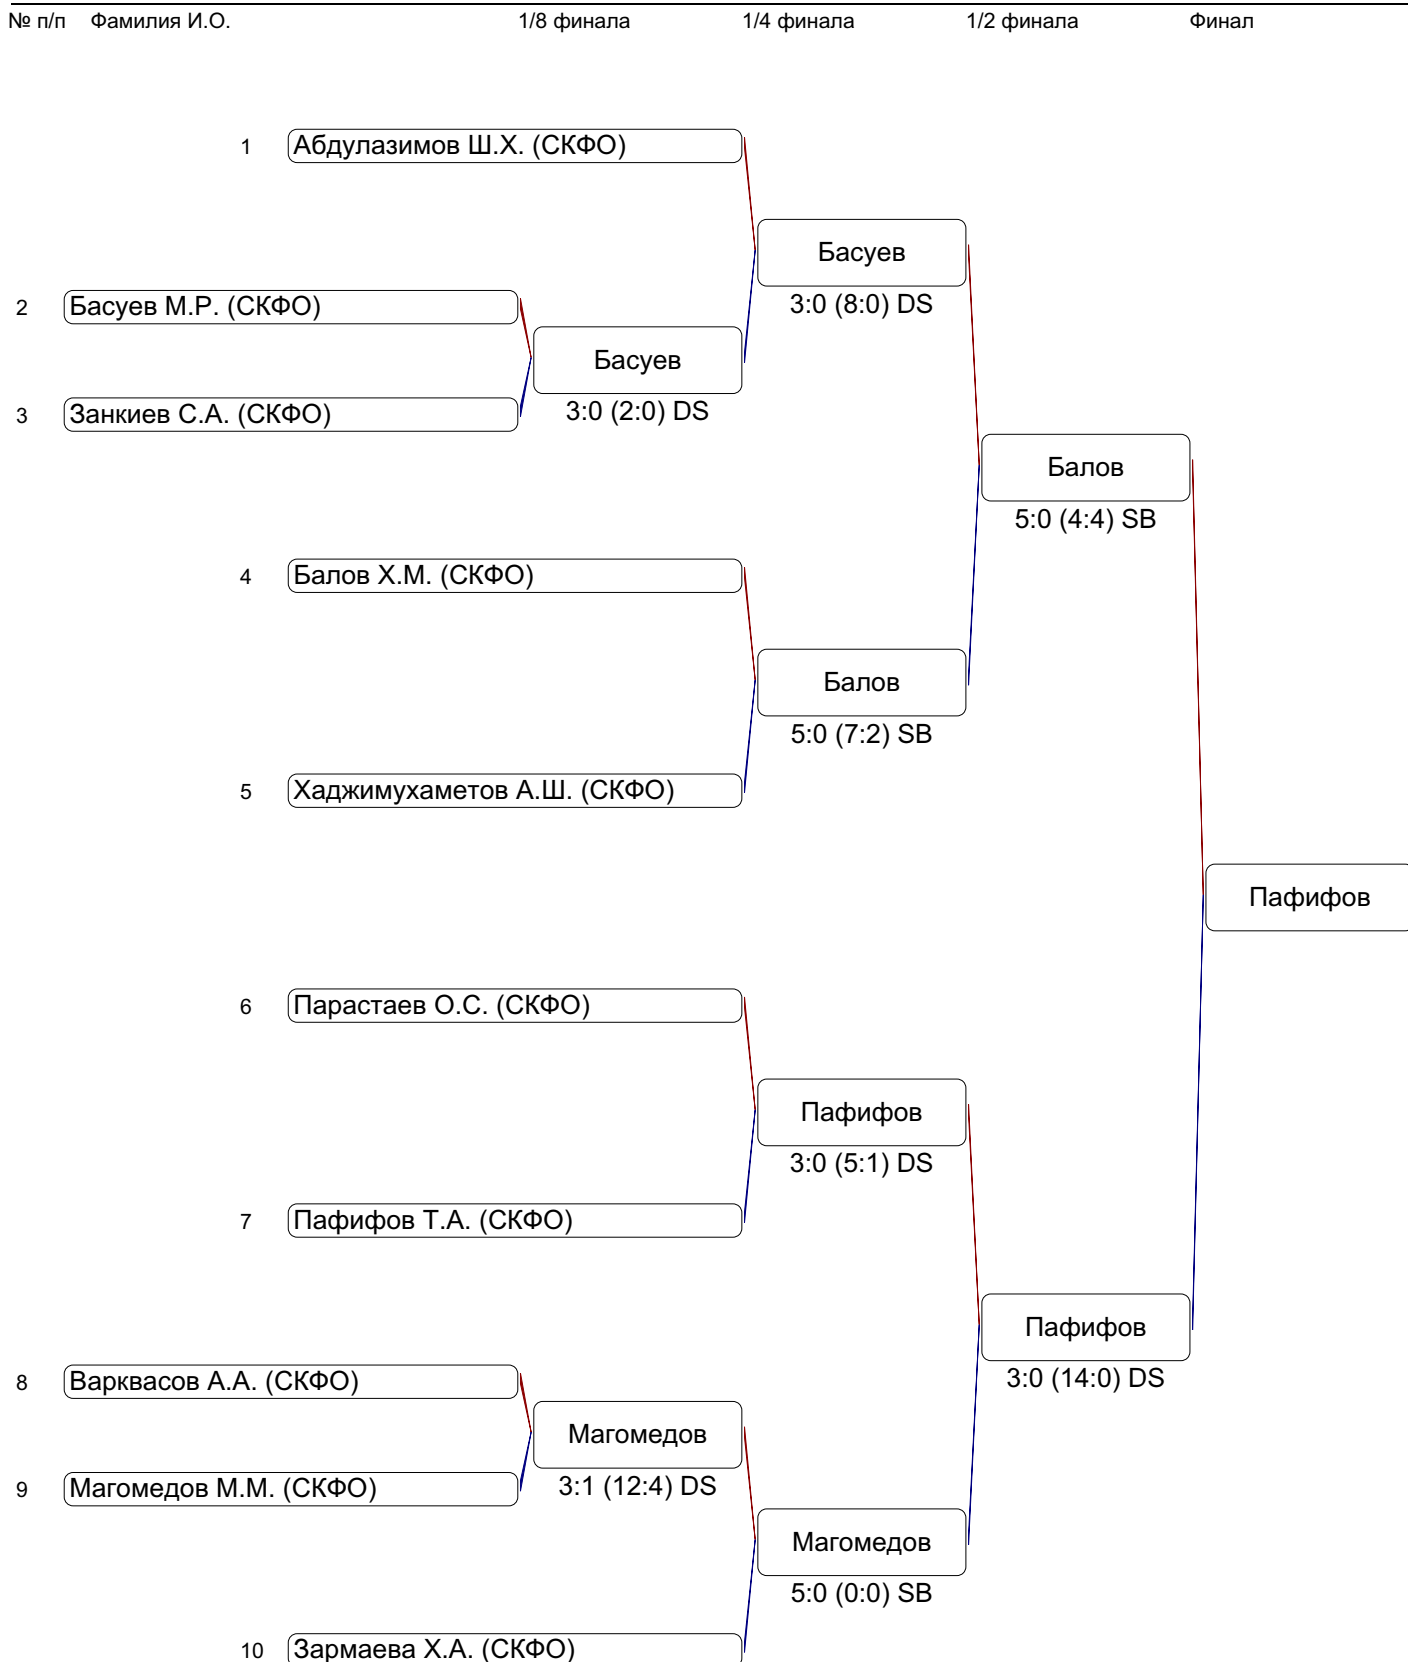 № п/п Фамилия И.О. 1/8 финала 1/4 финала 1/2 финала Финал
1 Абдулазимов Ш.Х. (СКФО)
Басуев
3:0 (8:0) DS
2 Басуев М.Р. (СКФО)
Басуев
3:0 (2:0) DS
3 Занкиев С.А. (СКФО)
Балов
5:0 (4:4) SB
4 Балов Х.М. (СКФО)
Балов
5:0 (7:2) SB
5 Хаджимухаметов А.Ш. (СКФО)
Пафифов
6 Парастаев О.С. (СКФО)
Пафифов
3:0 (5:1) DS
7 Пафифов Т.А. (СКФО)
Пафифов
3:0 (14:0) DS
8 Варквасов А.А. (СКФО)
Магомедов
3:1 (12:4) DS
9 Магомедов М.М. (СКФО)
Магомедов
5:0 (0:0) SB
10 Зармаева Х.А. (СКФО)